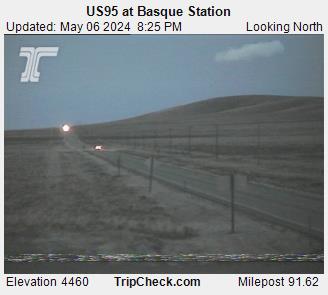 US95 at Basque Station
Updated: May 06 2024 8:25 PM Looking North
Elevation 4460 TripCheck.com Milepost 91.62